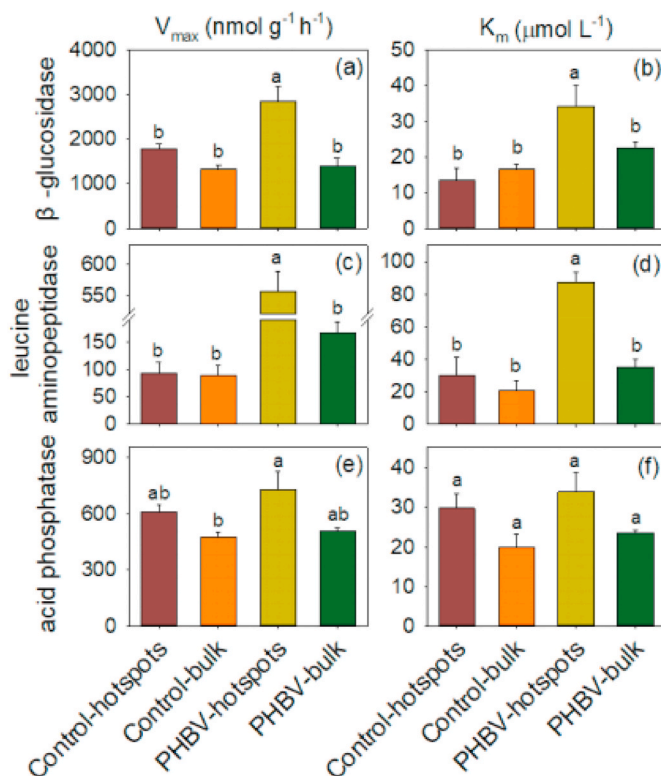 V_max (nmol g⁻¹ h⁻¹) K_m (μmol L⁻¹)
β -glucosidase
4000
3000
2000
1000
0
(a)
b
b
a
b
50
40
30
20
10
0
(b)
b
b
a
b
leucine
aminopeptidase
600
550
150
100
50
0
(c)
b
b
a
b
80
60
40
20
0
(d)
b
b
a
b
acid phosphatase
900
600
300
0
(e)
ab
b
a
ab
40
30
20
10
0
(f)
a
a
a
a
Control-hotspots
Control-bulk
PHBV-hotspots
PHBV-bulk
Control-hotspots
Control-bulk
PHBV-hotspots
PHBV-bulk